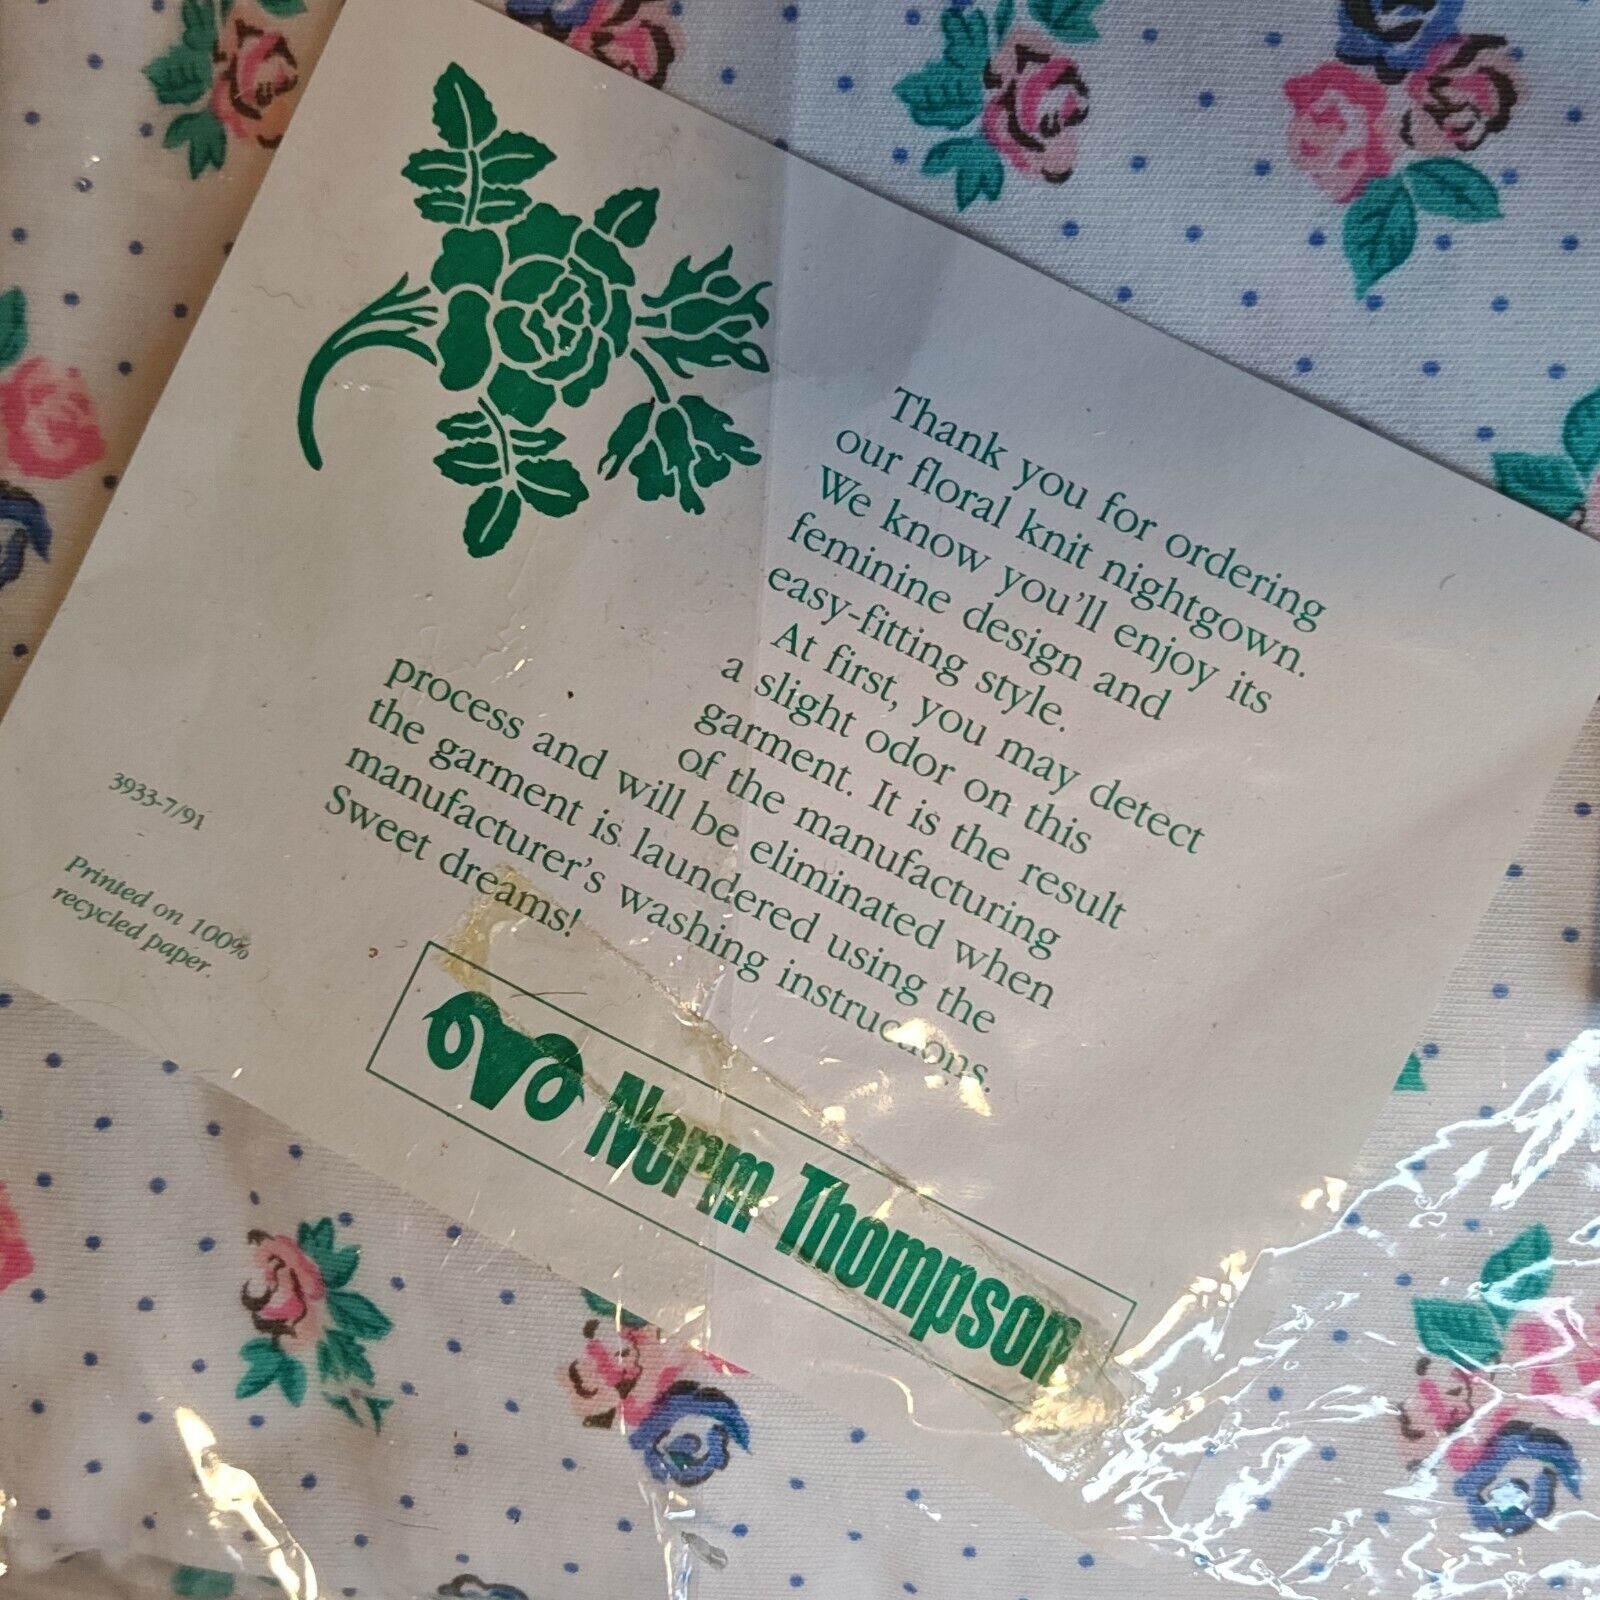 Thank you for ordering
our floral knit nightgown.
We know you'll enjoy its
feminine design and
easy-fitting style.
At first, you may detect
a slight odor on this
garment. It is the result
of the manufacturing
process and will be eliminated when
the garment is laundered using the
manufacturer's washing instructions.
Sweet dreams!
3933-7/91
Printed on 100%
recycled paper.
Norm Thompson